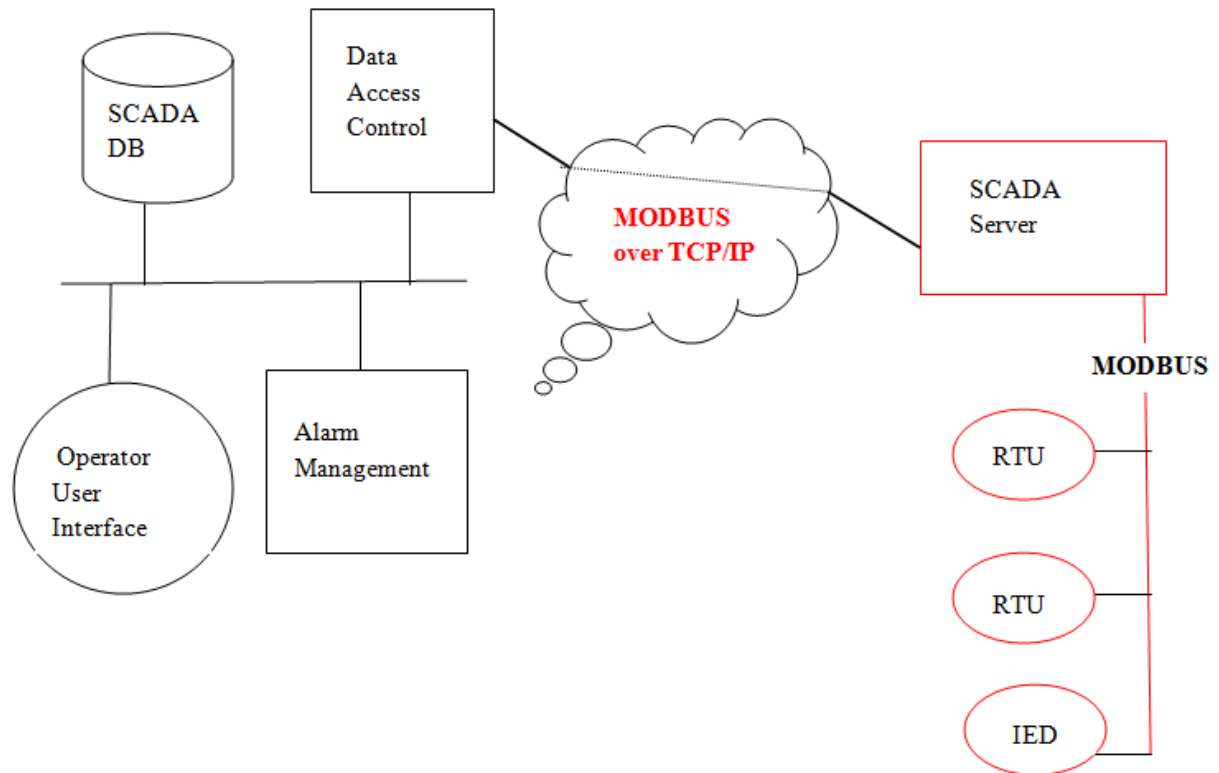 SCADA
DB
Data
Access
Control
MODBUS
over TCP/IP
SCADA
Server
MODBUS
Operator
User
Interface
Alarm
Management
RTU
RTU
IED